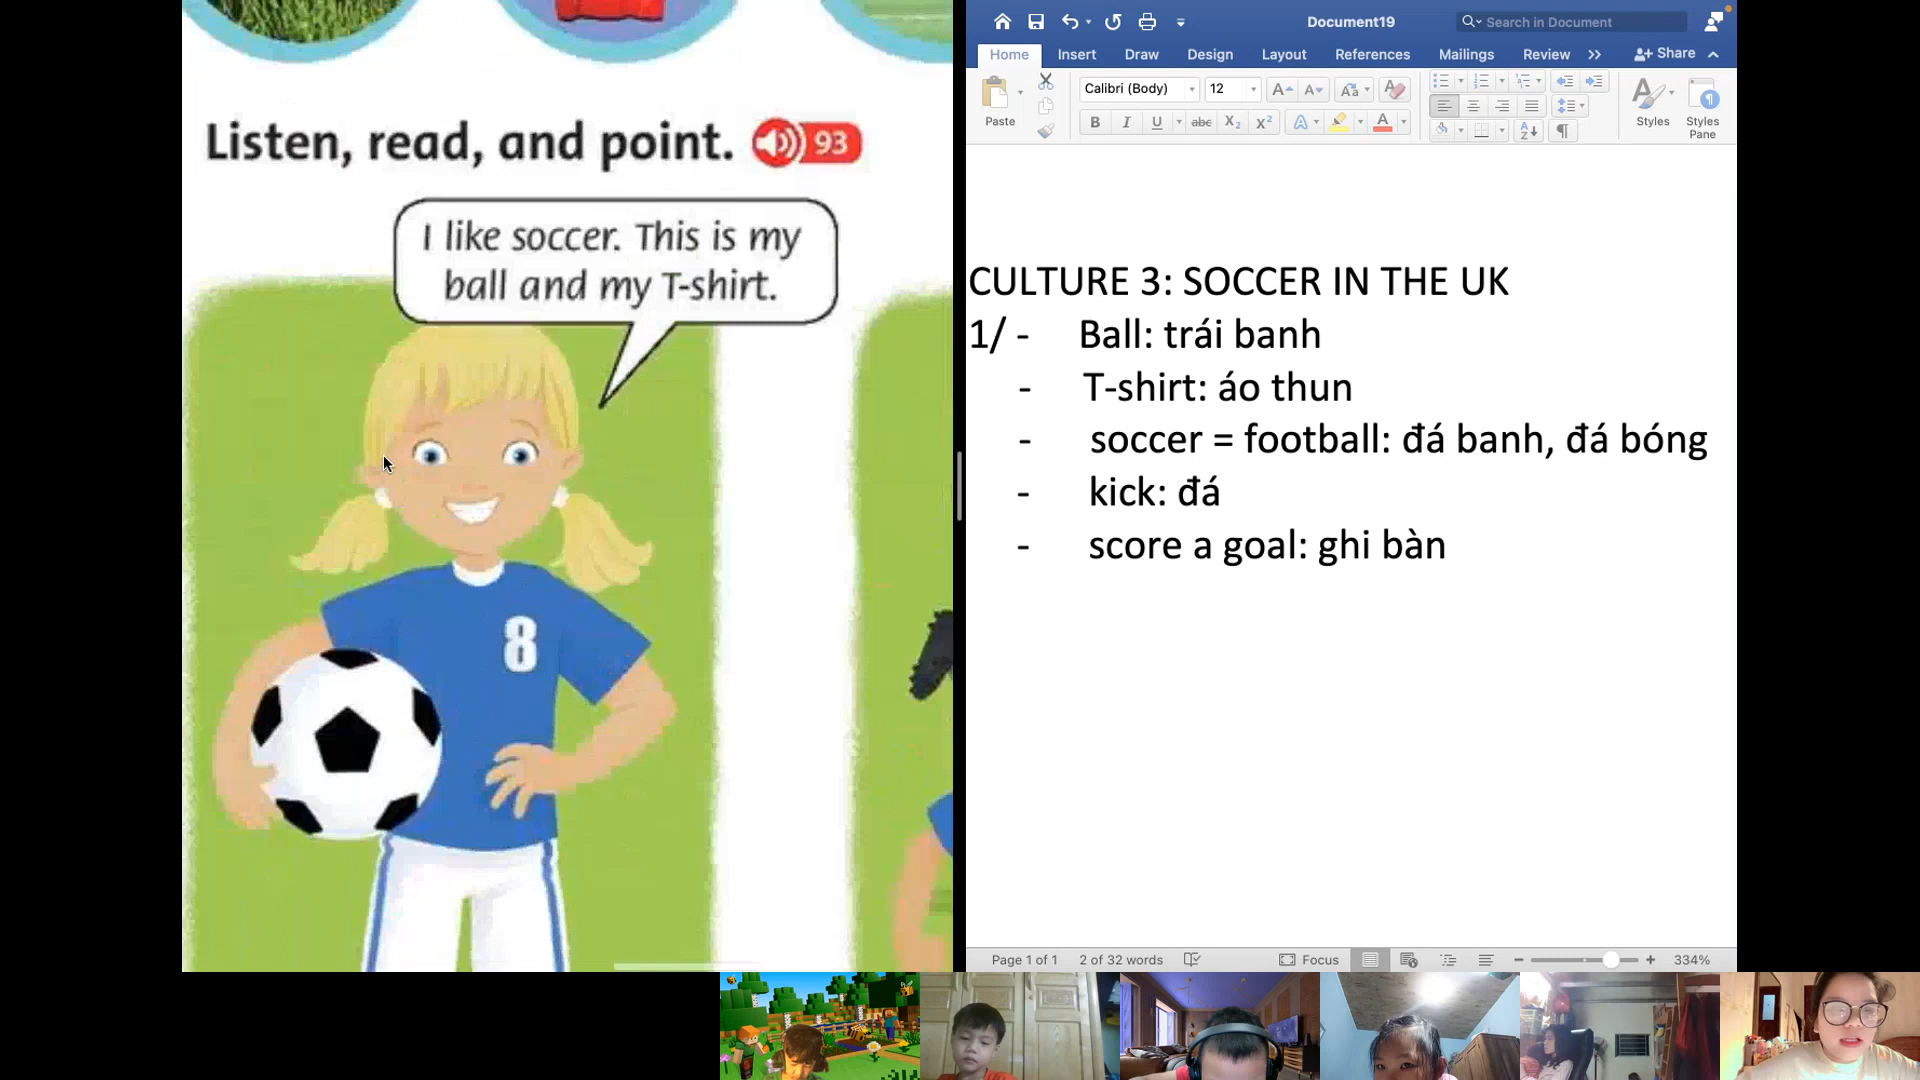 Listen, read, and point. 93
I like soccer. This is my
ball and my T-shirt.
8
Document19
Search in Document
Home Insert Draw Design Layout References Mailings Review Share
Paste
Calibri (Body) 12
B I U abc X₂ X²
Styles
Styles Pane
CULTURE 3: SOCCER IN THE UK
1/ - Ball: trái banh
- T-shirt: áo thun
- soccer = football: đá banh, đá bóng
- kick: đá
- score a goal: ghi bàn
Page 1 of 1 2 of 32 words Focus 334%